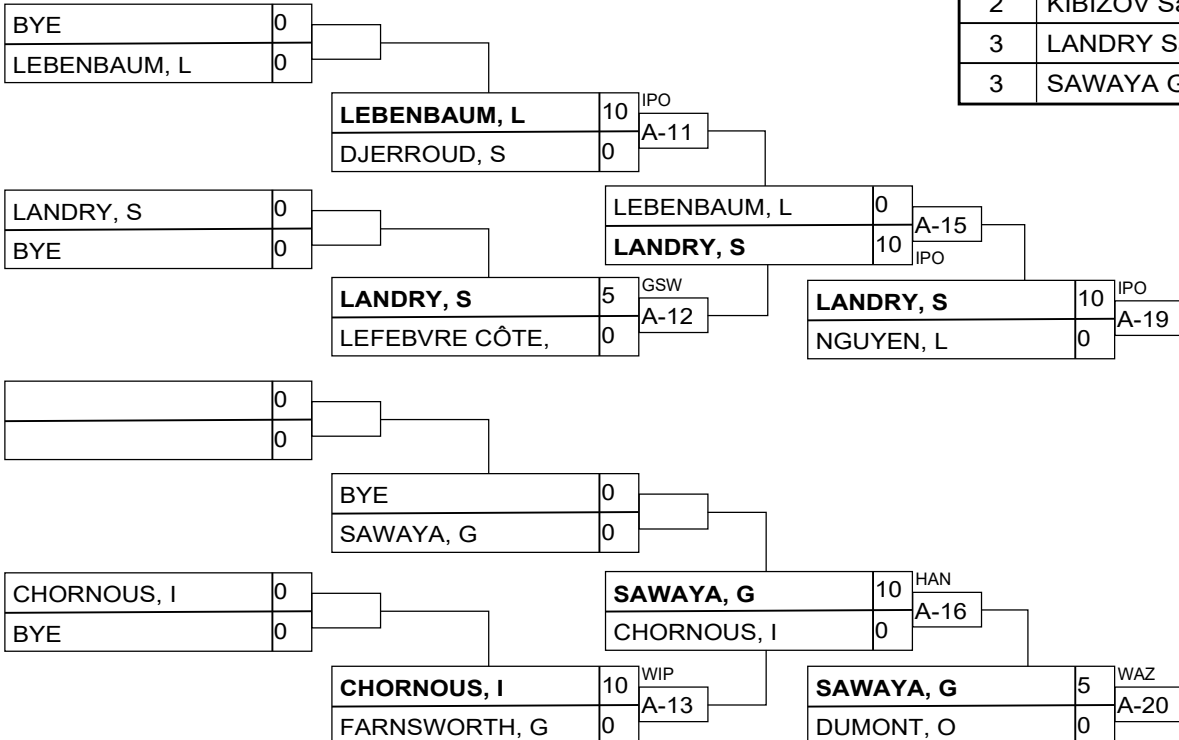 BYE 0
LEBENBAUM, L 0
2 KIBIZOV
3 LANDRY
3 SAWAYA
LEBENBAUM, L 10 IPO
A-11
DJERROUD, S 0
LANDRY, S 0
BYE 0
LEBENBAUM, L 0
A-15
LANDRY, S 10 IPO
LANDRY, S 5 GSW
A-12
LEFEBVRE CÔTE, 0
LANDRY, S 10 IPO
A-19
NGUYEN, L 0
0
0
BYE 0
SAWAYA, G 0
CHORNOUS, I 0
BYE 0
SAWAYA, G 10 HAN
A-16
CHORNOUS, I 0
CHORNOUS, I 10 WIP
A-13
FARNSWORTH, G 0
SAWAYA, G 5 WAZ
A-20
DUMONT, O 0